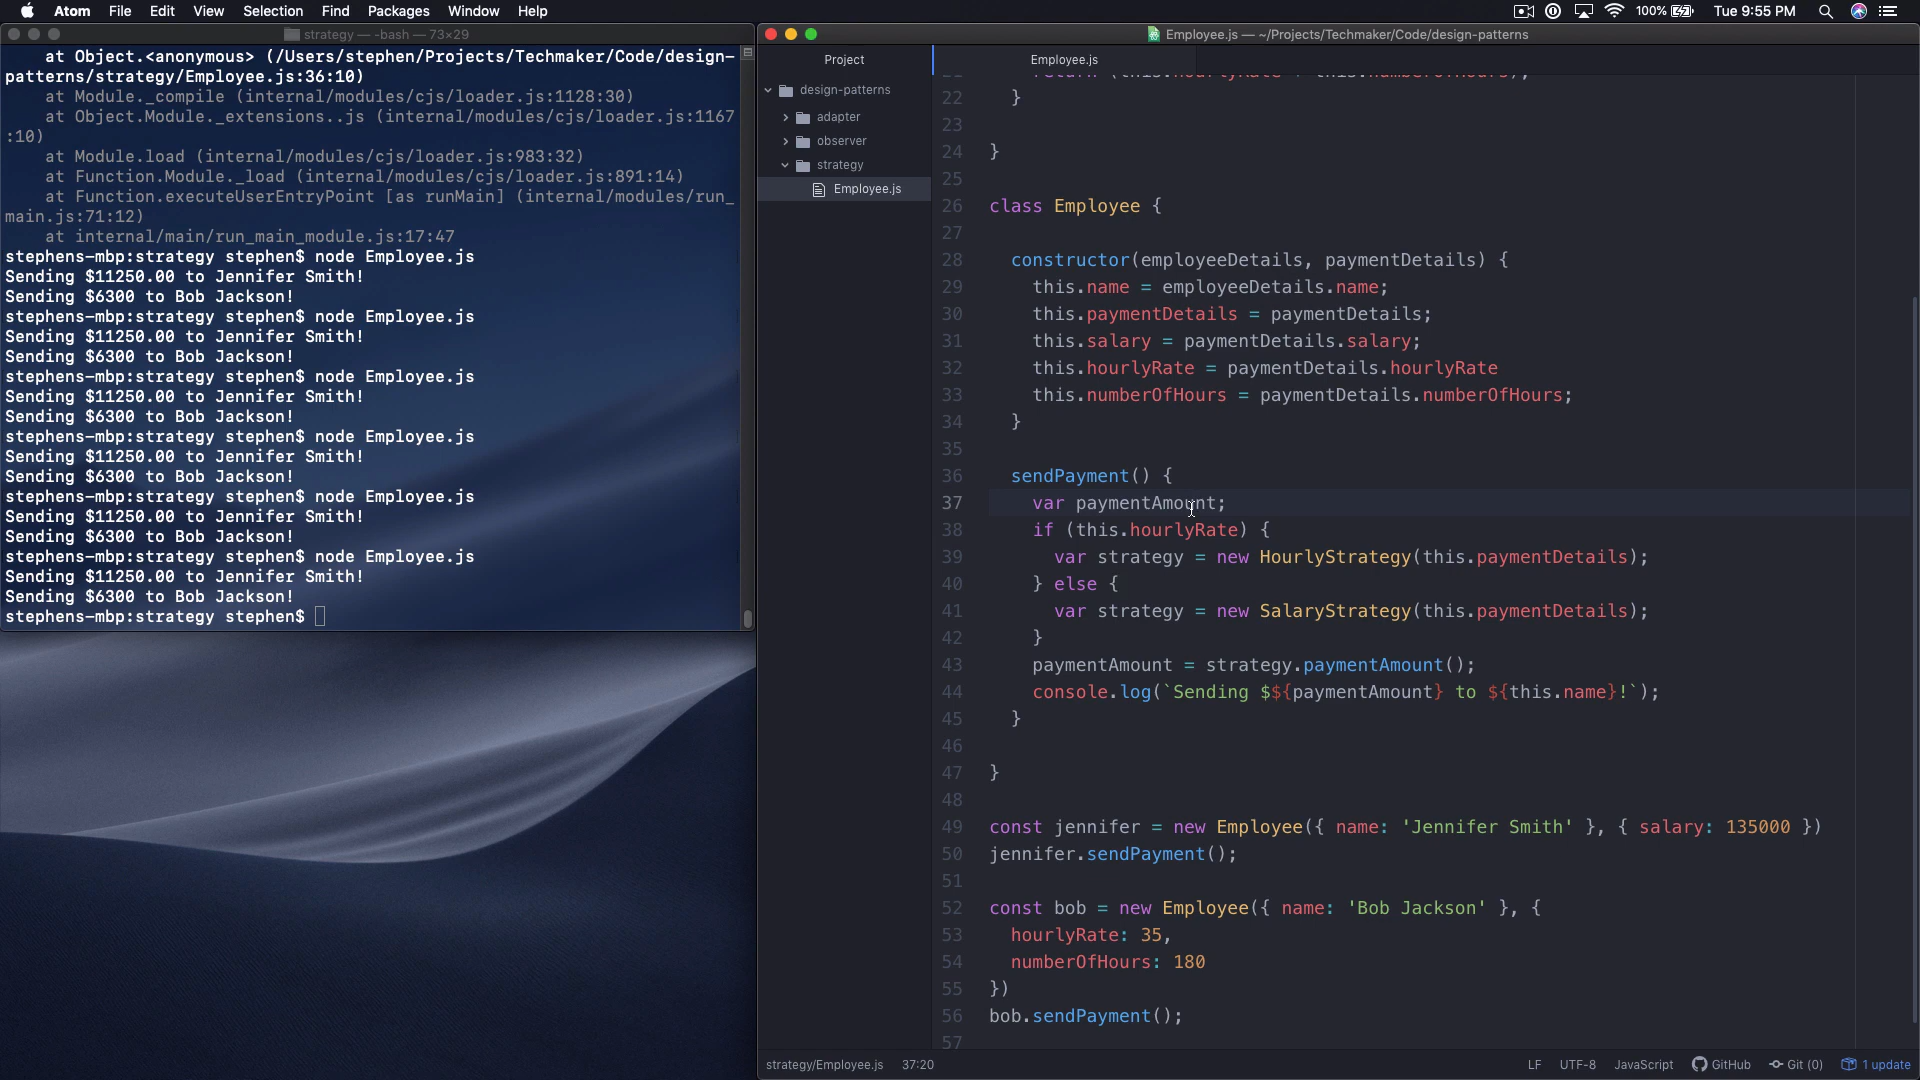 Atom File Edit View Selection Find Packages Window Help
100% Tue 9:55 PM
strategy — -bash — 73×29
at Object.<anonymous> (/Users/stephen/Projects/Techmaker/Code/design-
patterns/strategy/Employee.js:36:10)
at Module._compile (internal/modules/cjs/loader.js:1128:30)
at Object.Module._extensions..js (internal/modules/cjs/loader.js:1167
:10)
at Module.load (internal/modules/cjs/loader.js:983:32)
at Function.Module._load (internal/modules/cjs/loader.js:891:14)
at Function.executeUserEntryPoint [as runMain] (internal/modules/run_
main.js:71:12)
at internal/main/run_main_module.js:17:47
stephens-mbp:strategy stephen$ node Employee.js
Sending $11250.00 to Jennifer Smith!
Sending $6300 to Bob Jackson!
stephens-mbp:strategy stephen$ node Employee.js
Sending $11250.00 to Jennifer Smith!
Sending $6300 to Bob Jackson!
stephens-mbp:strategy stephen$ node Employee.js
Sending $11250.00 to Jennifer Smith!
Sending $6300 to Bob Jackson!
stephens-mbp:strategy stephen$ node Employee.js
Sending $11250.00 to Jennifer Smith!
Sending $6300 to Bob Jackson!
stephens-mbp:strategy stephen$ node Employee.js
Sending $11250.00 to Jennifer Smith!
Sending $6300 to Bob Jackson!
stephens-mbp:strategy stephen$ node Employee.js
Sending $11250.00 to Jennifer Smith!
Sending $6300 to Bob Jackson!
stephens-mbp:strategy stephen$
Employee.js — ~/Projects/Techmaker/Code/design-patterns
Project
design-patterns
adapter
observer
strategy
Employee.js
Employee.js
22 }
23
24 }
25
26 class Employee {
27
28 constructor(employeeDetails, paymentDetails) {
29 this.name = employeeDetails.name;
30 this.paymentDetails = paymentDetails;
31 this.salary = paymentDetails.salary;
32 this.hourlyRate = paymentDetails.hourlyRate
33 this.numberOfHours = paymentDetails.numberOfHours;
34 }
35
36 sendPayment() {
37 var paymentAmount;
38 if (this.hourlyRate) {
39 var strategy = new HourlyStrategy(this.paymentDetails);
40 } else {
41 var strategy = new SalaryStrategy(this.paymentDetails);
42 }
43 paymentAmount = strategy.paymentAmount();
44 console.log(`Sending $${paymentAmount} to ${this.name}!`);
45 }
46
47 }
48
49 const jennifer = new Employee({ name: 'Jennifer Smith' }, { salary: 135000 })
50 jennifer.sendPayment();
51
52 const bob = new Employee({ name: 'Bob Jackson' }, {
53 hourlyRate: 35,
54 numberOfHours: 180
55 })
56 bob.sendPayment();
57
strategy/Employee.js 37:20
LF UTF-8 JavaScript GitHub Git (0) 1 update